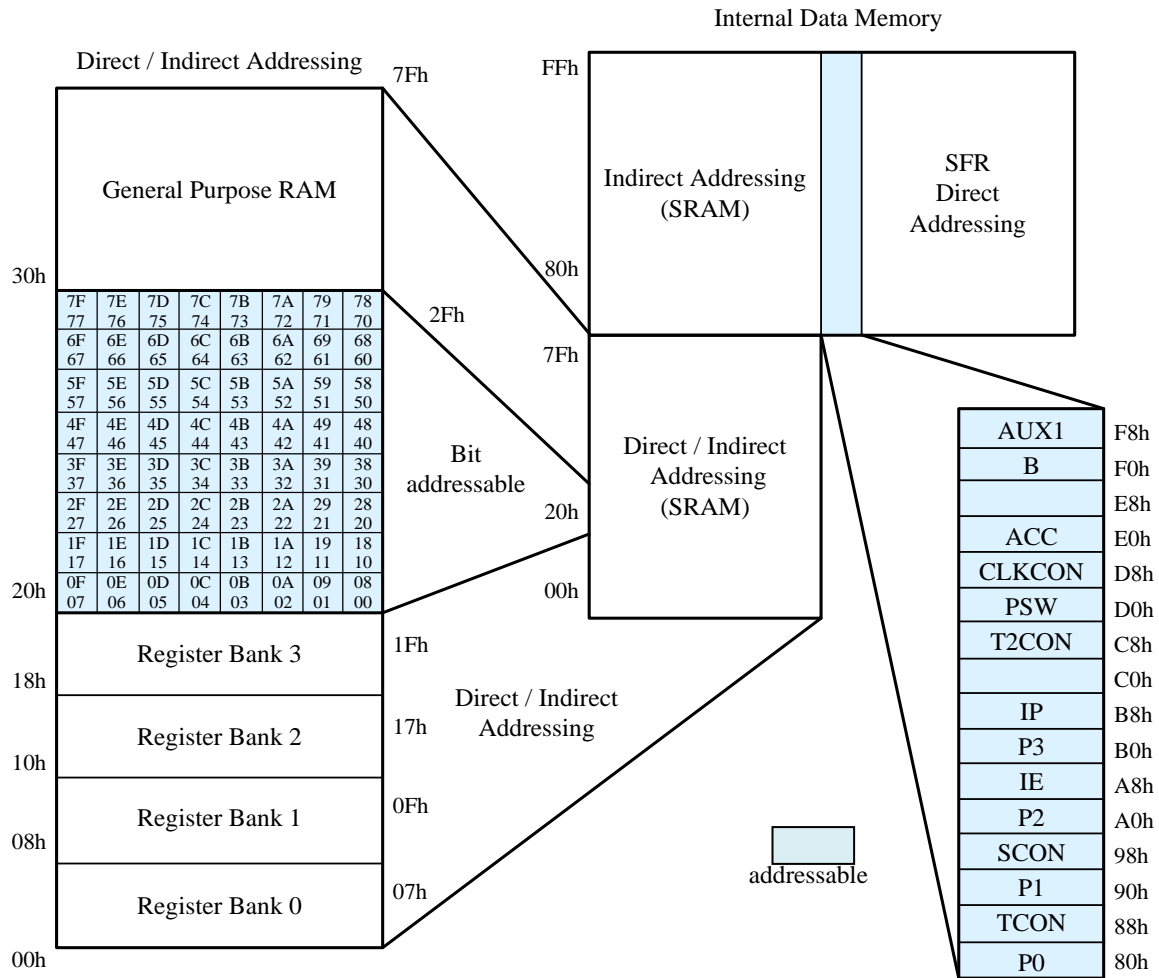 Internal Data Memory
Direct / Indirect Addressing
7Fh
General Purpose RAM
30h
7F 7E 7D 7C 7B 7A 79 78
77 76 75 74 73 72 71 70
6F 6E 6D 6C 6B 6A 69 68
67 66 65 64 63 62 61 60
5F 5E 5D 5C 5B 5A 59 58
57 56 55 54 53 52 51 50
4F 4E 4D 4C 4B 4A 49 48
47 46 45 44 43 42 41 40
3F 3E 3D 3C 3B 3A 39 38
37 36 35 34 33 32 31 30
2F 2E 2D 2C 2B 2A 29 28
27 26 25 24 23 22 21 20
1F 1E 1D 1C 1B 1A 19 18
17 16 15 14 13 12 11 10
0F 0E 0D 0C 0B 0A 09 08
07 06 05 04 03 02 01 00
2Fh
Bit
addressable
20h
Register Bank 3
1Fh
18h
Register Bank 2
17h
10h
Register Bank 1
0Fh
08h
Register Bank 0
07h
00h
Direct / Indirect
Addressing
FFh
Indirect Addressing
(SRAM)
80h
SFR
Direct
Addressing
7Fh
Direct / Indirect
Addressing
(SRAM)
20h
00h
addressable
AUX1 F8h
B F0h
E8h
ACC E0h
CLKCON D8h
PSW D0h
T2CON C8h
C0h
IP B8h
P3 B0h
IE A8h
P2 A0h
SCON 98h
P1 90h
TCON 88h
P0 80h